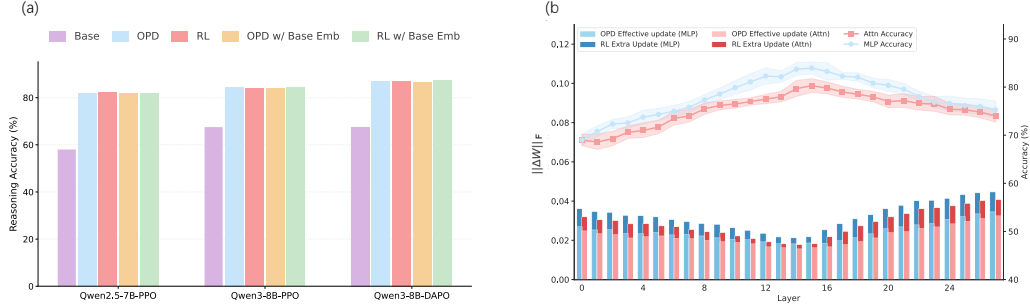 (a)
Base OPD RL OPD w/ Base Emb RL w/ Base Emb
Reasoning Accuracy (%)
80
60
40
20
0
Qwen2.5-7B-PPO Qwen3-8B-PPO Qwen3-8B-DAPO
(b)
OPD Effective update (MLP) OPD Effective update (Attn) Attn Accuracy
RL Extra Update (MLP) RL Extra Update (Attn) MLP Accuracy
||ΔW||F
0.12
0.10
0.08
0.06
0.04
0.02
0.00
90
80
70
60
50
40
Accuracy (%)
0 4 8 12 16 20 24
Layer